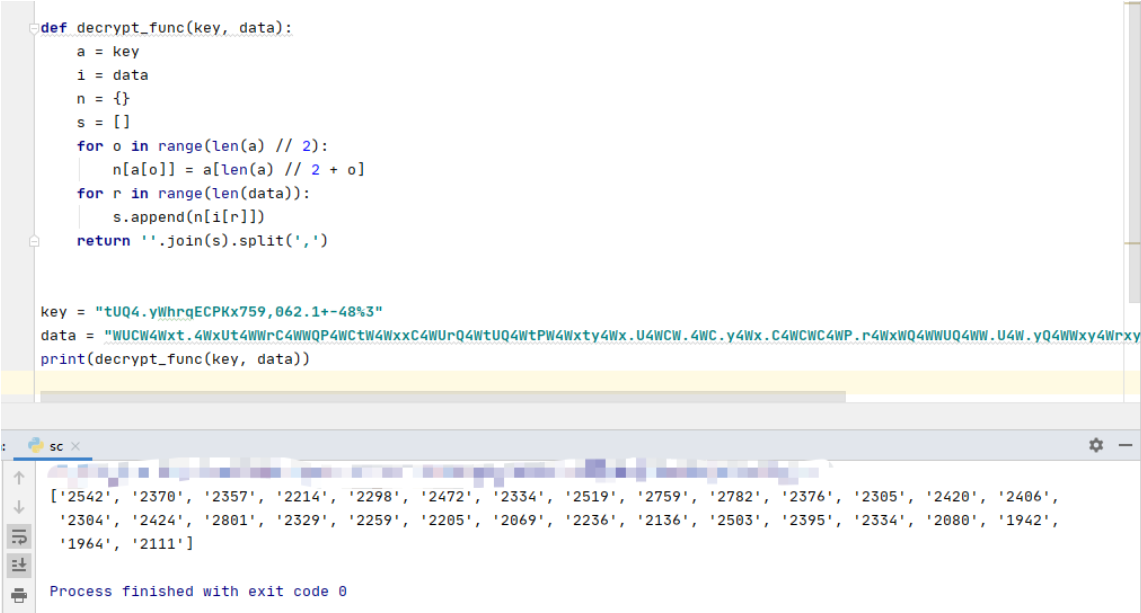 def decrypt_func(key, data):
    a = key
    i = data
    n = {}
    s = []
    for o in range(len(a) // 2):
        n[a[o]] = a[len(a) // 2 + o]
    for r in range(len(data)):
        s.append(n[i[r]])
    return ''.join(s).split(',')
key = "tUQ4.yWhrqECPKx759,062.1+-48%3"
data = "WUCW4Wxt.4WxUt4WWrC4WWQP4WCtW4WxxC4WUrQ4WtUQ4WtPW4Wxty4Wx.U4WCW.4WC.y4Wx.C4WCWC4WP.r4WxWQ4WWUQ4WW.U4W.yQ4WWxy4Wrxy
print(decrypt_func(key, data))
sc
['2542', '2370', '2357', '2214', '2298', '2472', '2334', '2519', '2759', '2782', '2376', '2305', '2420', '2406',
'2304', '2424', '2801', '2329', '2259', '2205', '2069', '2236', '2136', '2503', '2395', '2334', '2080', '1942',
'1964', '2111']
Process finished with exit code 0